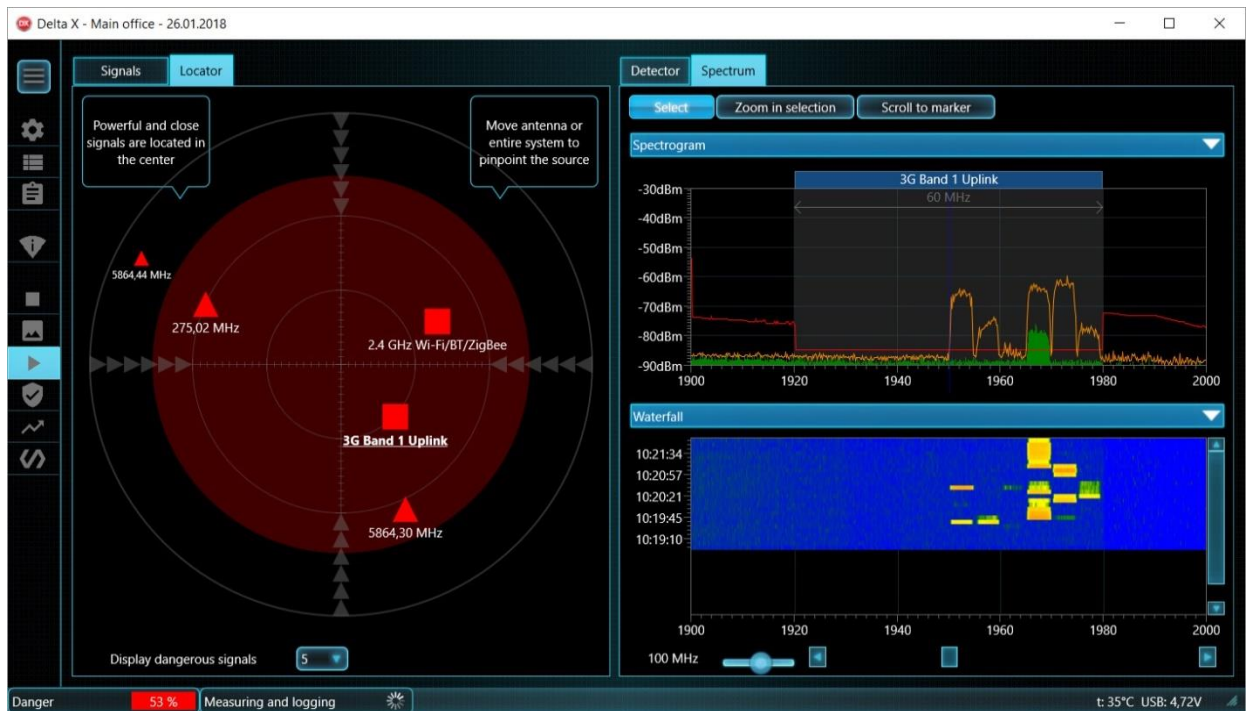 DX Delta X - Main office - 26.01.2018
Signals
Locator
Powerful and close
signals are located in
the center
Move antenna or
entire system to
pinpoint the source
5864,44 MHz
275,02 MHz
2.4 GHz Wi-Fi/BT/ZigBee
3G Band 1 Uplink
5864,30 MHz
Display dangerous signals
5
Detector
Spectrum
Select
Zoom in selection
Scroll to marker
Spectrogram
3G Band 1 Uplink
60 MHz
-30dBm
-40dBm
-50dBm
-60dBm
-70dBm
-80dBm
-90dBm
1900 1920 1940 1960 1980 2000
Waterfall
10:21:34
10:20:57
10:20:21
10:19:45
10:19:10
1900 1920 1940 1960 1980 2000
100 MHz
Danger 53 % Measuring and logging t: 35°C USB: 4,72V